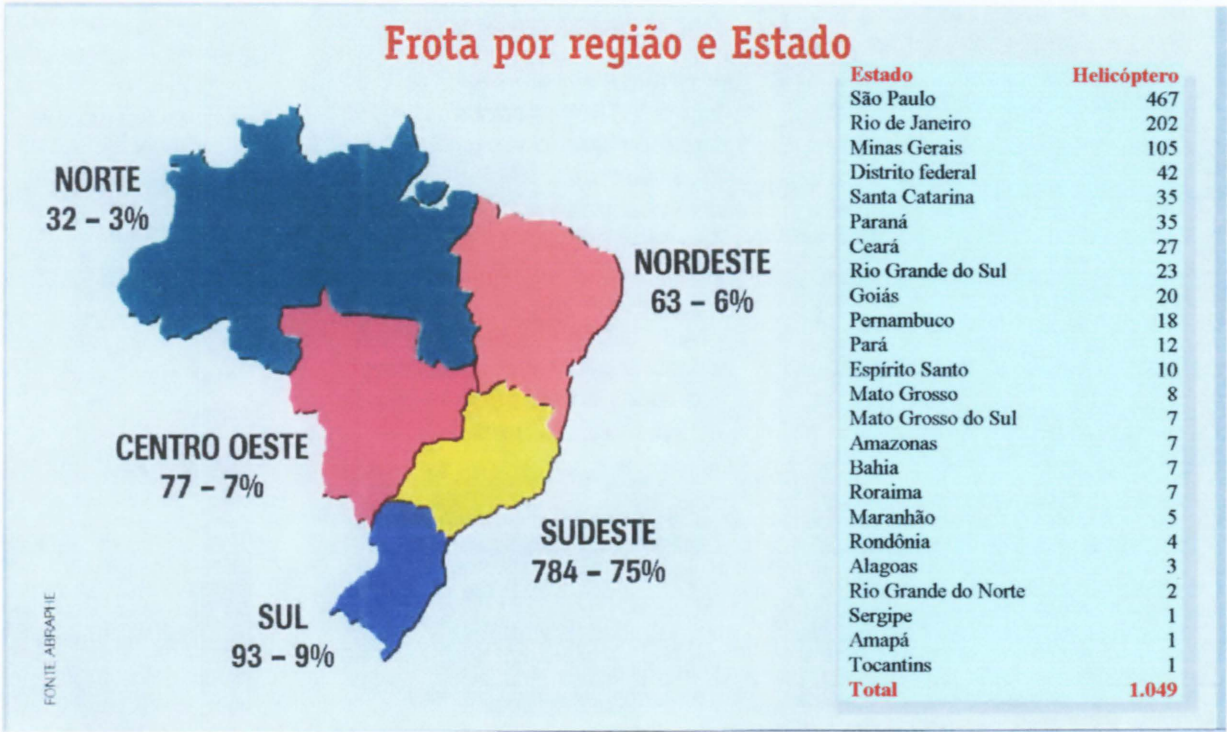 Frota por região e Estado
NORTE
32 – 3%
NORDESTE
63 – 6%
CENTRO OESTE
77 – 7%
SUDESTE
784 – 75%
SUL
93 – 9%
FONTE ABRAPHE
Estado Helicóptero
São Paulo 467
Rio de Janeiro 202
Minas Gerais 105
Distrito federal 42
Santa Catarina 35
Paraná 35
Ceará 27
Rio Grande do Sul 23
Goiás 20
Pernambuco 18
Pará 12
Espírito Santo 10
Mato Grosso 8
Mato Grosso do Sul 7
Amazonas 7
Bahia 7
Roraima 7
Maranhão 5
Rondônia 4
Alagoas 3
Rio Grande do Norte 2
Sergipe 1
Amapá 1
Tocantins 1
Total 1.049